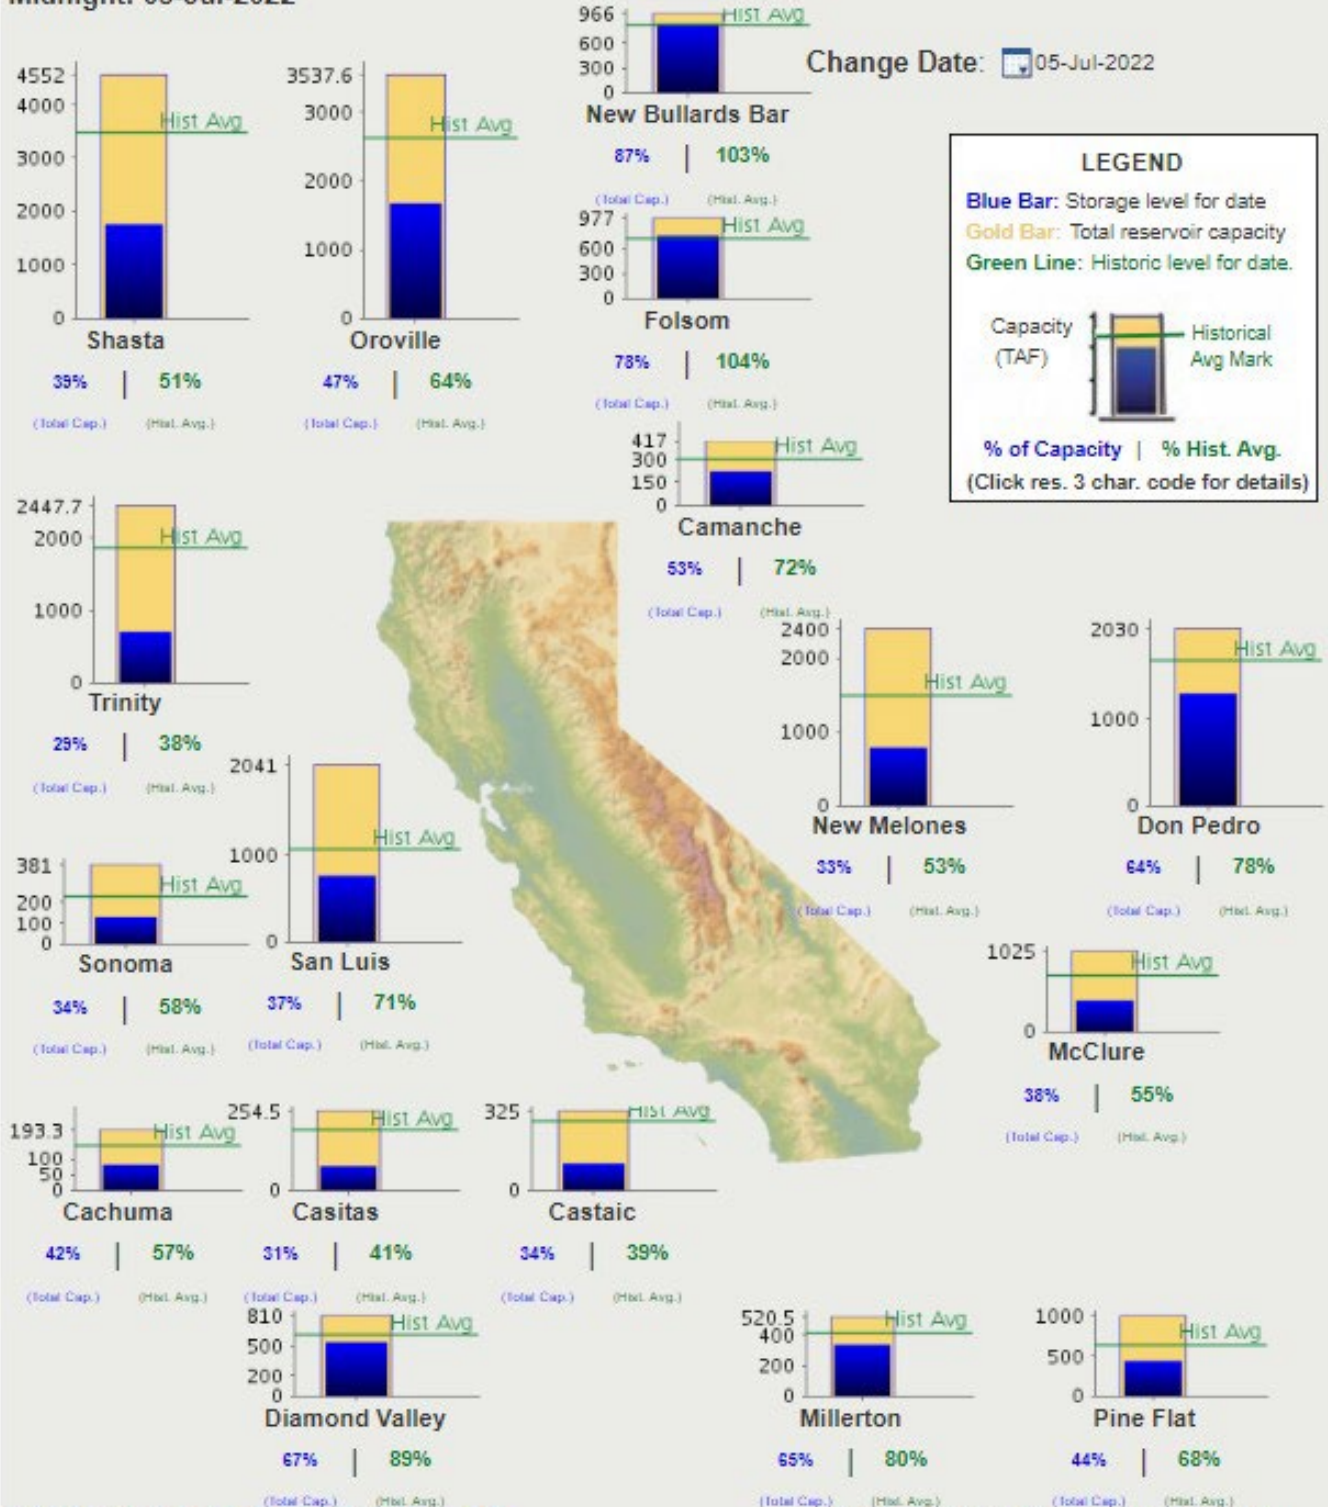 Midnight: 05-Jul-2022
Change Date: 05-Jul-2022
966
600
300
0
Hist Avg
New Bullards Bar
87% | 103%
(Total Cap.) (Hist. Avg.)
4552
4000
3000
2000
1000
0
Hist Avg
Shasta
39% | 51%
(Total Cap.) (Hist. Avg.)
3537.6
3000
2000
1000
0
Hist Avg
Oroville
47% | 64%
(Total Cap.) (Hist. Avg.)
977
600
300
0
Hist Avg
Folsom
78% | 104%
(Total Cap.) (Hist. Avg.)
LEGEND
Blue Bar: Storage level for date
Gold Bar: Total reservoir capacity
Green Line: Historic level for date.
Capacity
(TAF)
Historical
Avg Mark
% of Capacity | % Hist. Avg.
(Click res. 3 char. code for details)
417
300
150
0
Hist Avg
Camanche
53% | 72%
(Total Cap.) (Hist. Avg.)
2447.7
2000
1000
0
Hist Avg
Trinity
29% | 38%
(Total Cap.) (Hist. Avg.)
2400
2000
1000
0
Hist Avg
New Melones
33% | 53%
(Total Cap.) (Hist. Avg.)
2030
1000
0
Hist Avg
Don Pedro
64% | 78%
(Total Cap.) (Hist. Avg.)
381
200
100
0
Hist Avg
Sonoma
34% | 58%
(Total Cap.) (Hist. Avg.)
2041
1000
0
Hist Avg
San Luis
37% | 71%
(Total Cap.) (Hist. Avg.)
1025
0
Hist Avg
McClure
38% | 55%
(Total Cap.) (Hist. Avg.)
193.3
100
50
0
Hist Avg
Cachuma
42% | 57%
(Total Cap.) (Hist. Avg.)
254.5
0
Hist Avg
Casitas
31% | 41%
(Total Cap.) (Hist. Avg.)
325
0
Hist Avg
Castaic
34% | 39%
(Total Cap.) (Hist. Avg.)
810
500
200
0
Hist Avg
Diamond Valley
67% | 89%
(Total Cap.) (Hist. Avg.)
520.5
400
200
0
Hist Avg
Millerton
65% | 80%
(Total Cap.) (Hist. Avg.)
1000
500
0
Hist Avg
Pine Flat
44% | 68%
(Total Cap.) (Hist. Avg.)